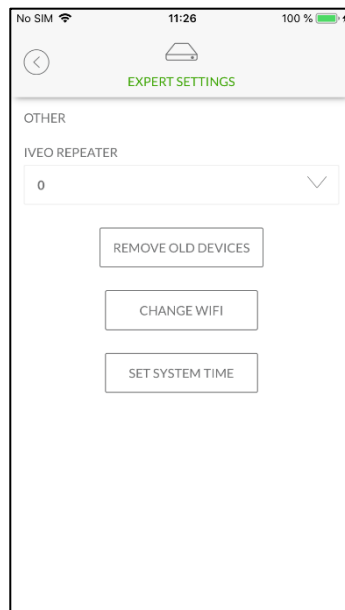 No SIM 11:26 100 %
EXPERT SETTINGS
OTHER
IVEO REPEATER
0
REMOVE OLD DEVICES
CHANGE WIFI
SET SYSTEM TIME